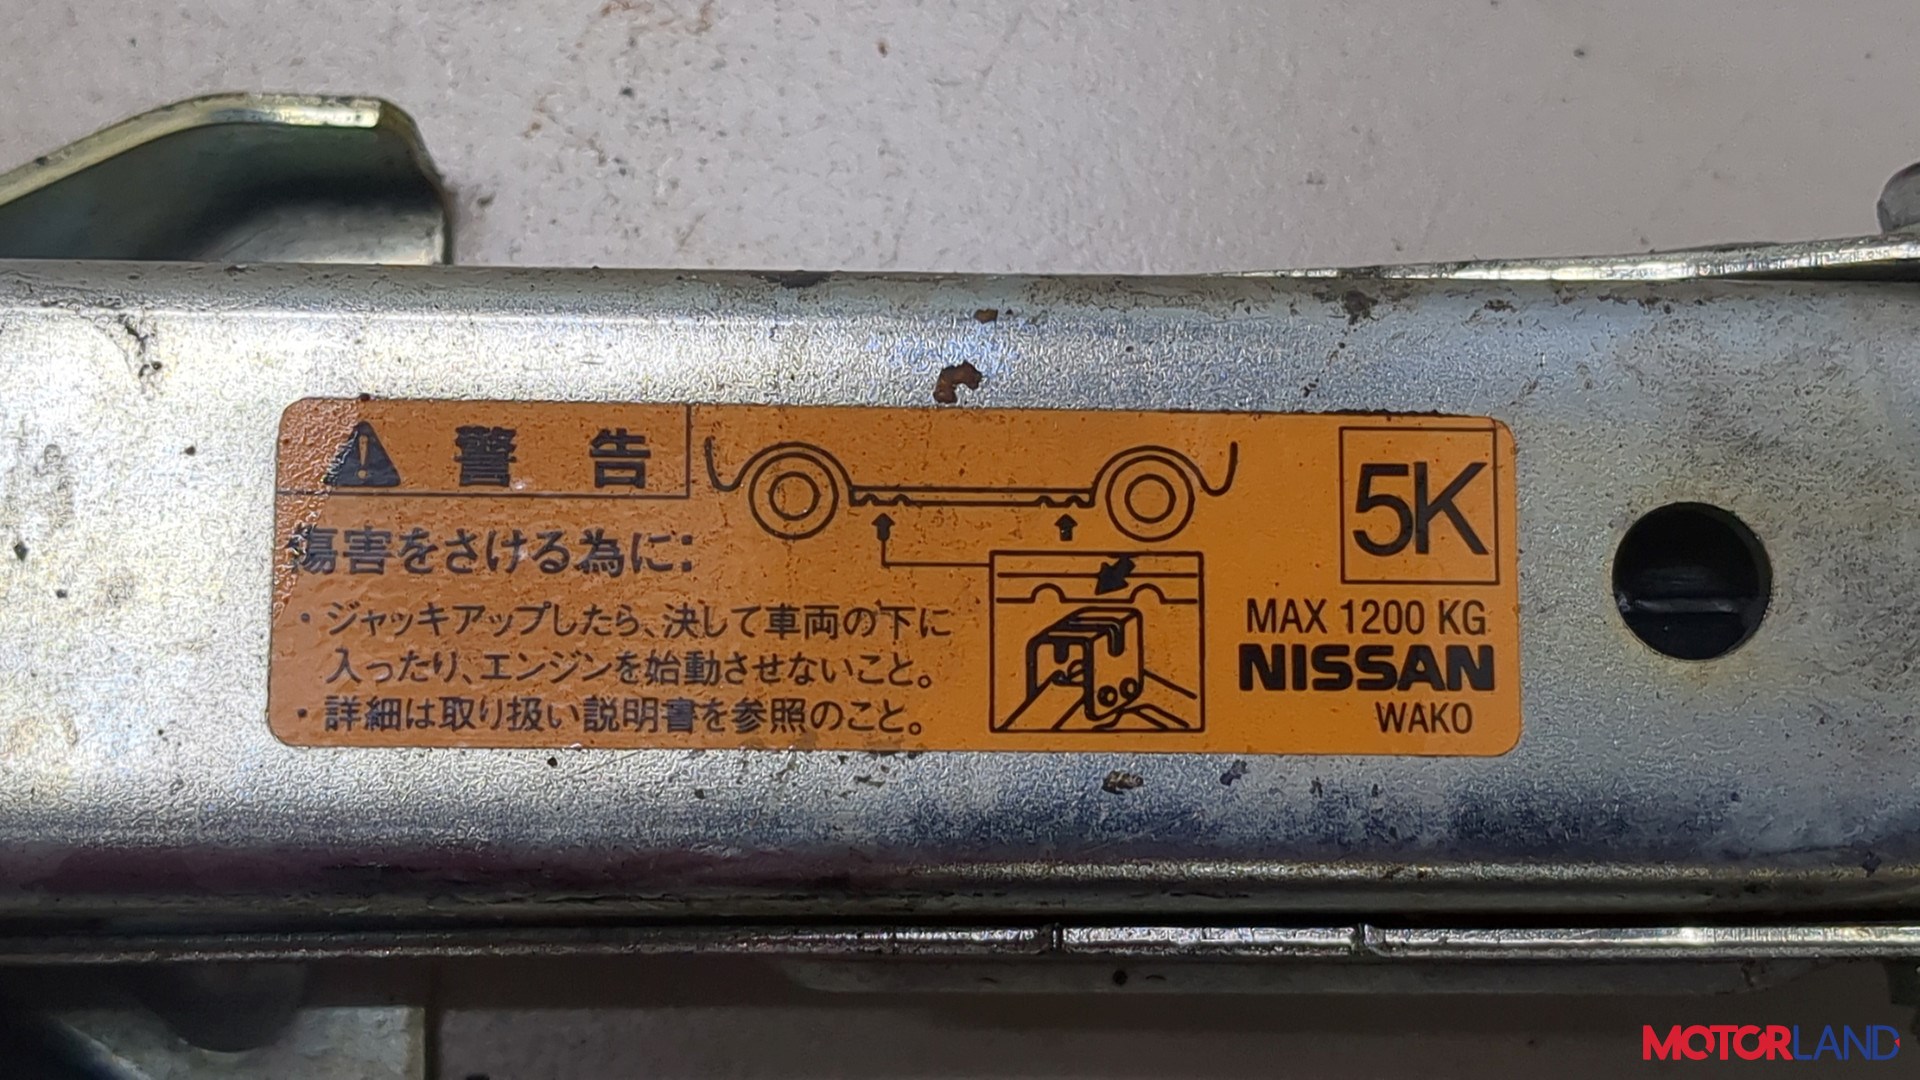 警告
傷害をさける為に:
・ジャッキアップしたら、決して車両の下に
入ったり、エンジンを始動させないこと。
・詳細は取り扱い説明書を参照のこと。
5K
MAX 1200 KG
NISSAN
WAKO
MOTORLAND